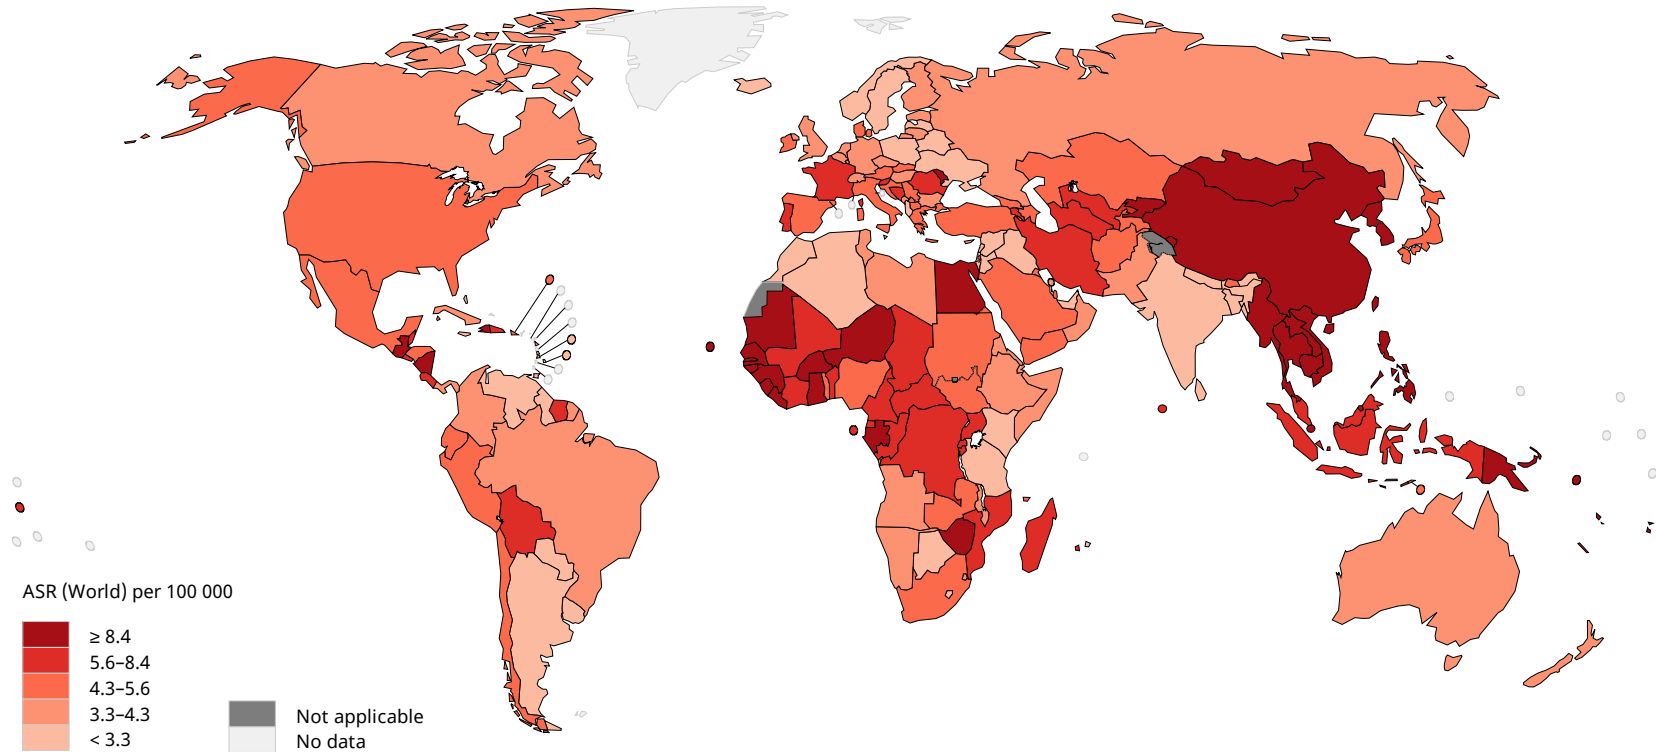 ASR (World) per 100 000
≥ 8.4
5.6–8.4
4.3–5.6
3.3–4.3
< 3.3
Not applicable
No data